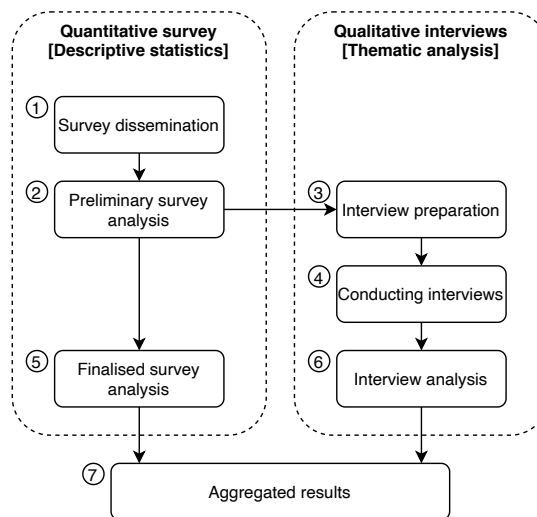 Quantitative survey
[Descriptive statistics]
Qualitative interviews
[Thematic analysis]
1
Survey dissemination
2
Preliminary survey
analysis
3
Interview preparation
4
Conducting interviews
5
Finalised survey
analysis
6
Interview analysis
7
Aggregated results